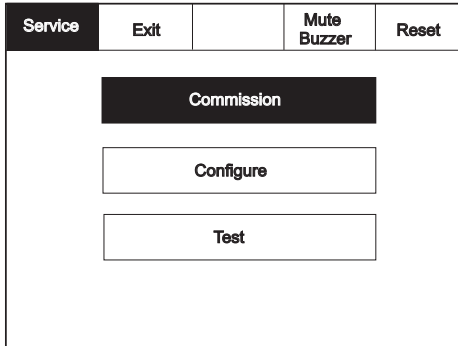 Service
Exit
Mute
Buzzer
Reset
Commission
Configure
Test